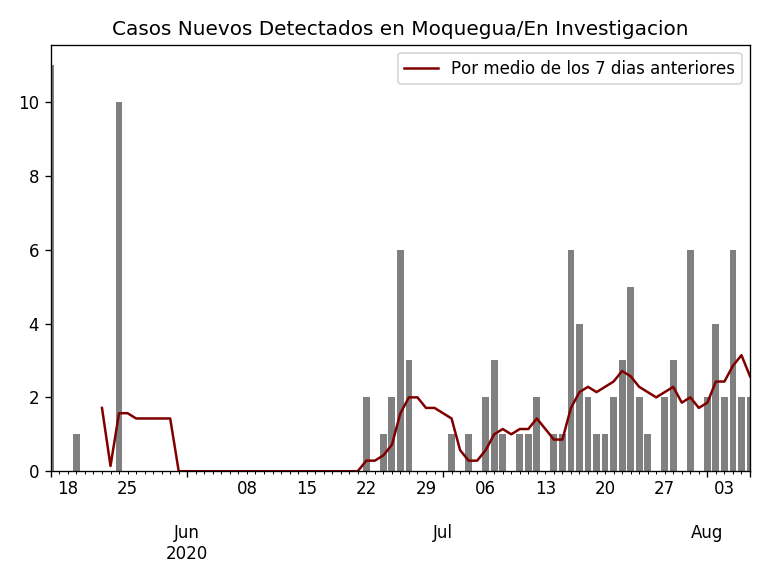 Casos Nuevos Detectados en Moquegua/En Investigacion
Por medio de los 7 dias anteriores
10
8
6
4
2
0
18 25 08 15 22 29 06 13 20 27 03
Jun Jul Aug
2020